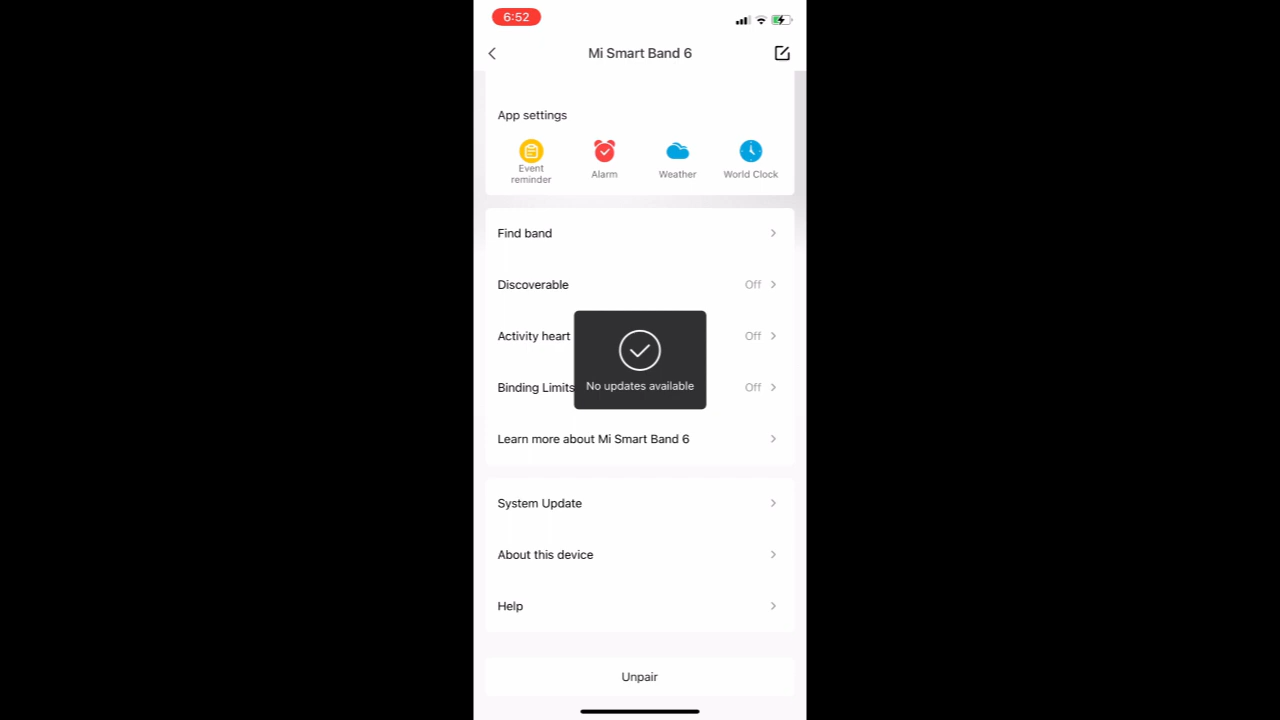 6:52
Mi Smart Band 6
App settings
Event
reminder
Alarm
Weather
World Clock
Find band
Discoverable
Off
Activity heart
Off
Binding Limits
Off
No updates available
Learn more about Mi Smart Band 6
System Update
About this device
Help
Unpair